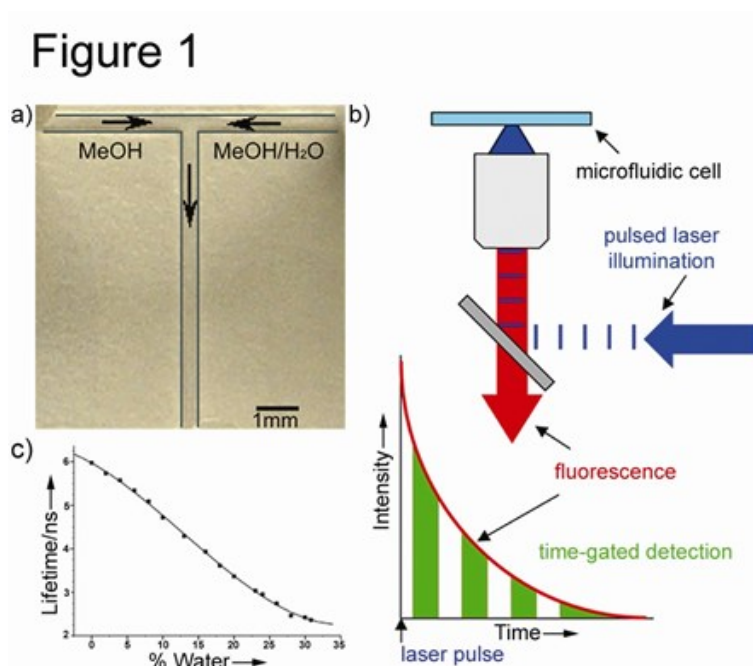 Figure 1
a)
MeOH
MeOH/H₂O
1mm
b)
microfluidic cell
pulsed laser
illumination
fluorescence
time-gated detection
Intensity
Time
laser pulse
c)
Lifetime/ns
6
5
4
3
2
0 5 10 15 20 25 30 35
% Water